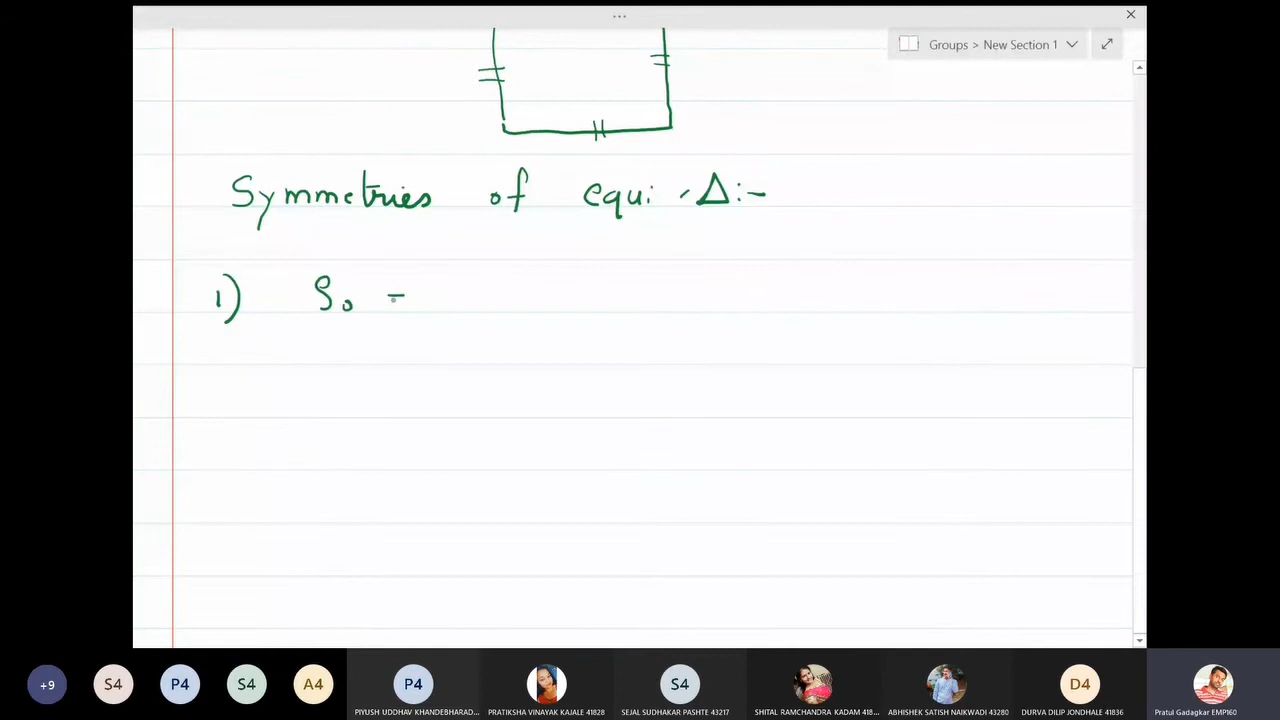 Groups > New Section 1
Symmetries of equi. Δ:-
1) ρ₀ =
+9 S4 P4 S4 A4 P4 S4 D4
PIYUSH UDDHAV KHANDEBHARAD... PRATIKSHA VINAYAK KAJALE 41828 SEJAL SUDHAKAR PASHTE 43217 SHITAL RAMCHANDRA KADAM 418... ABHISHEK SATISH NAIKWADI 43280 DURVA DILIP JONDHALE 41836 Pratul Gadagkar EMP160